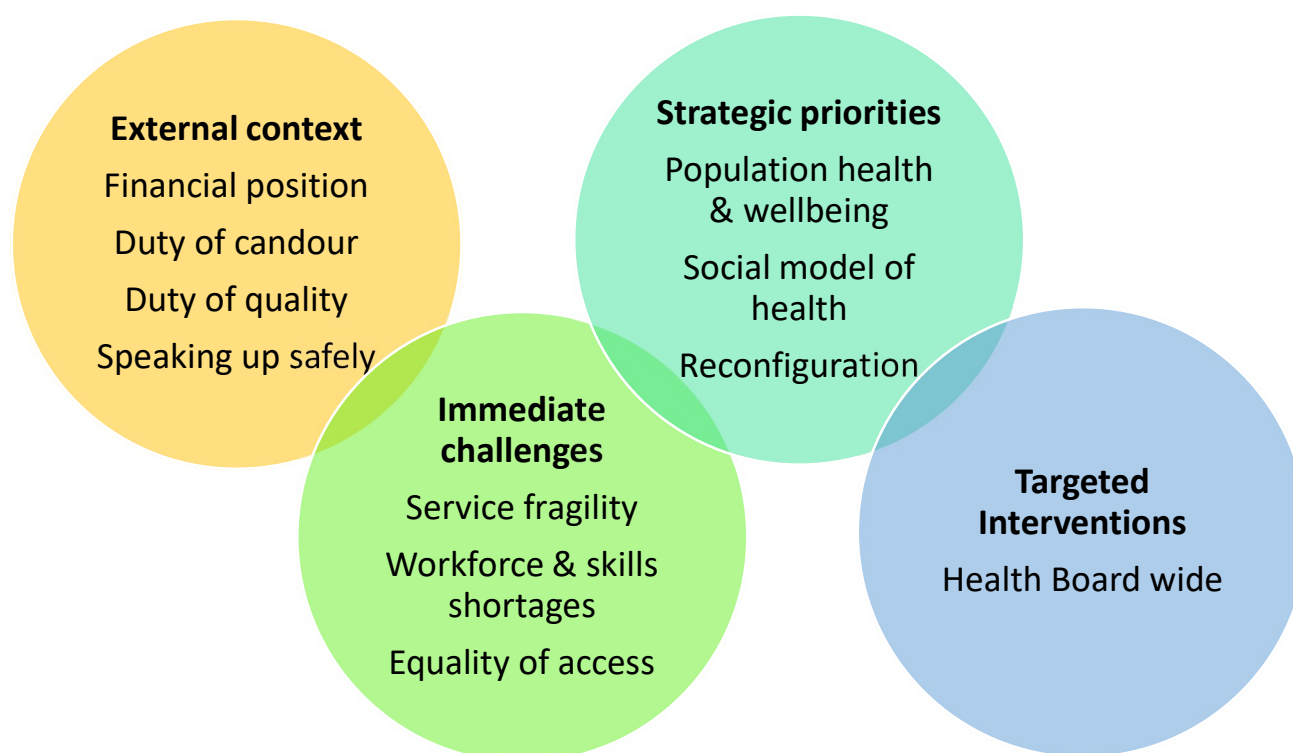 External context
Financial position
Duty of candour
Duty of quality
Speaking up safely
Immediate
challenges
Service fragility
Workforce & skills
shortages
Equality of access
Strategic priorities
Population health
& wellbeing
Social model of
health
Reconfiguration
Targeted
Interventions
Health Board wide